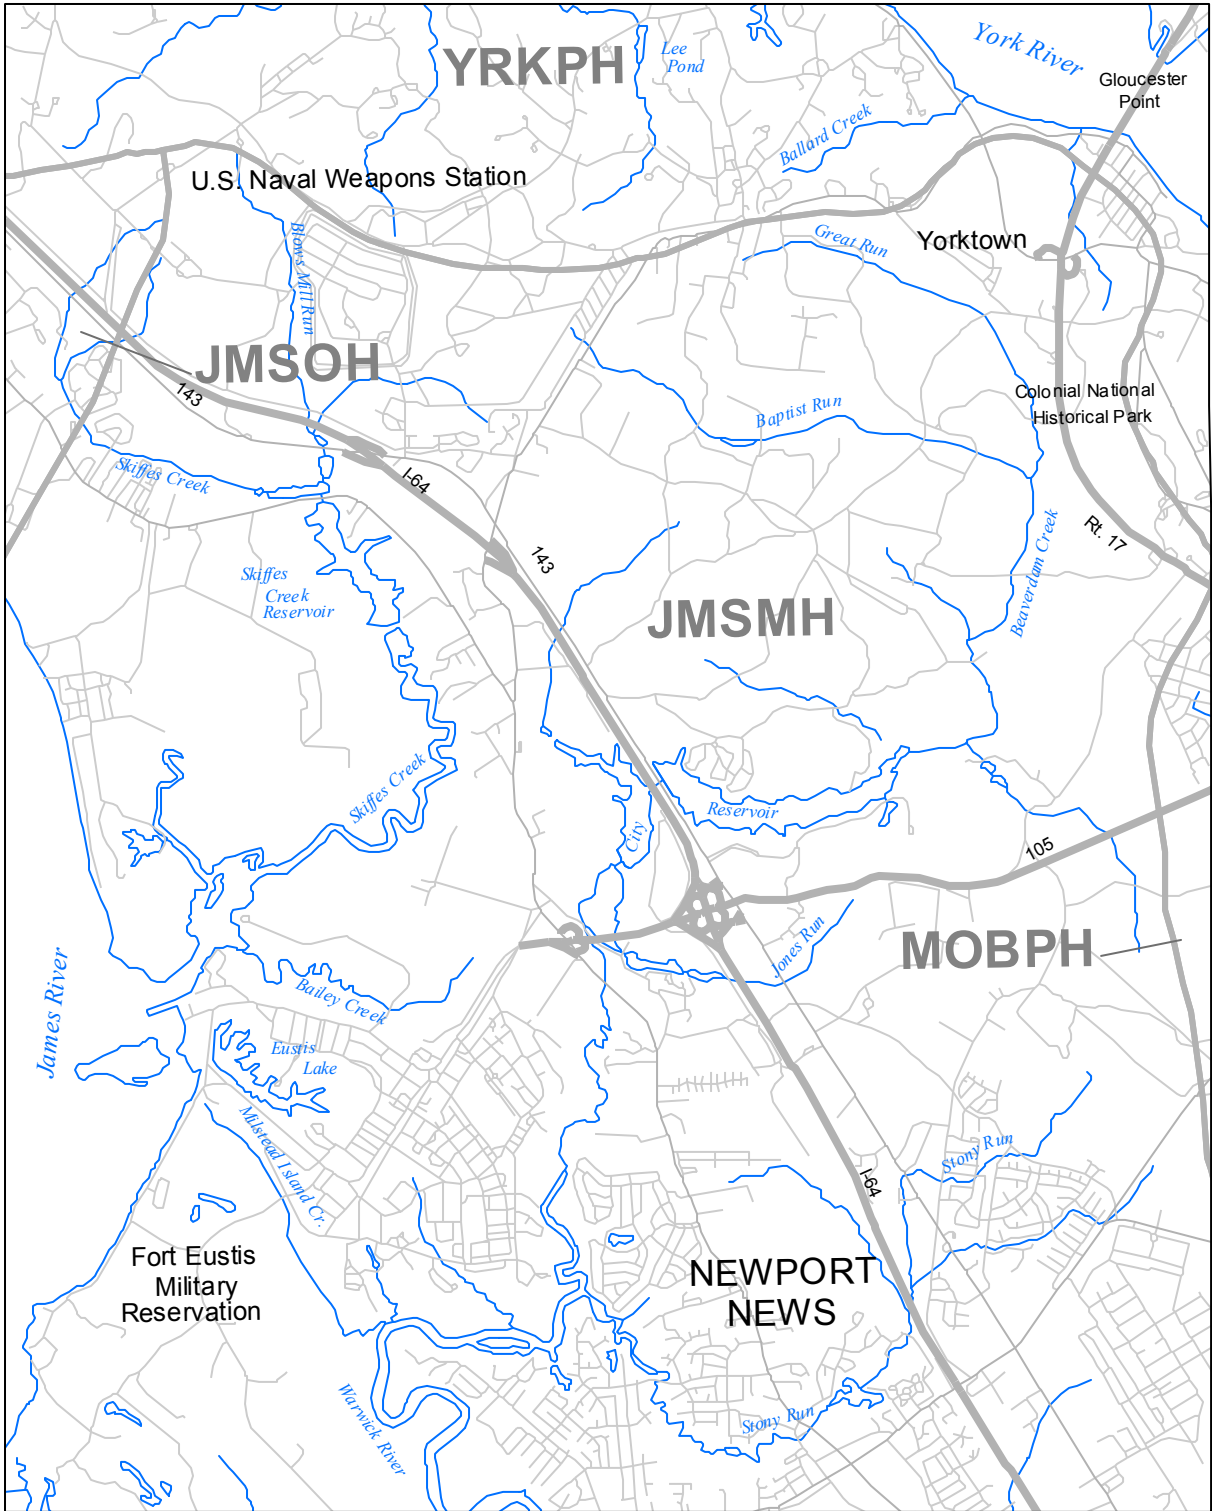 YRKPH
Lee
Pond
York River
Gloucester
Point
Ballard Creek
U.S. Naval Weapons Station
Blows Mill Run
Great Run
Yorktown
JMSOH
143
Colonial National
Historical Park
Baptist Run
Skiffes Creek
I-64
Rt. 17
143
Beaverdam Creek
Skiffes
Creek
Reservoir
JMSMH
Skiffes Creek
Reservoir
City
105
Jones Run
MOBPH
James River
Bailey Creek
Eustis
Lake
Milstead Island Cr.
Stony Run
I-64
Fort Eustis
Military
Reservation
NEWPORT
NEWS
Warwick River
Stony Run